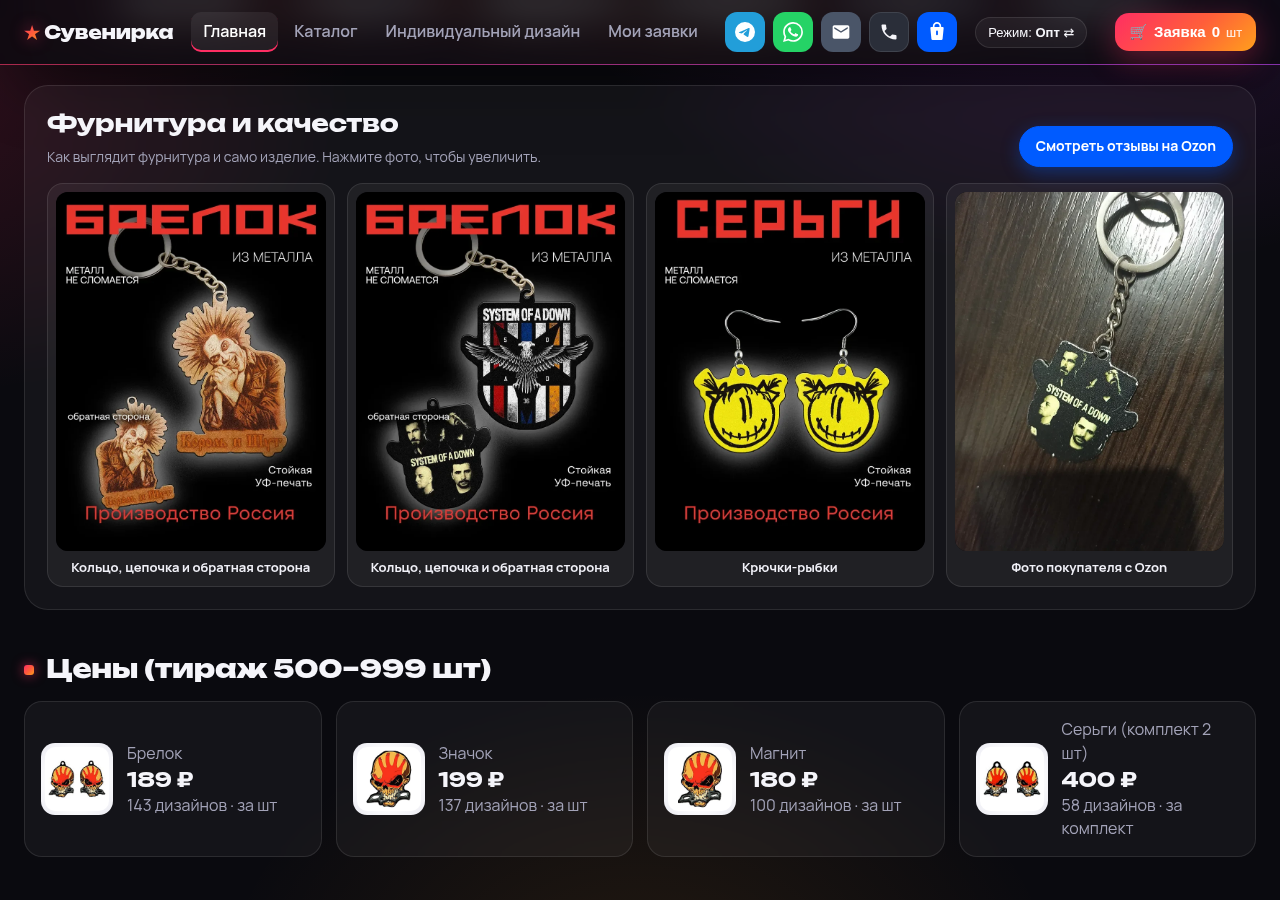 ★ Сувенирка
Главная
Каталог
Индивидуальный дизайн
Мои заявки
Режим: Опт ⇄
Заявка 0 шт
Фурнитура и качество
Как выглядит фурнитура и само изделие. Нажмите фото, чтобы увеличить.
Смотреть отзывы на Ozon
БРЕЛОК
ИЗ МЕТАЛЛА
МЕТАЛЛ
НЕ СЛОМАЕТСЯ
обратная сторона
Король и Шут
Король и Шут
Стойкая
УФ-печать
Производство Россия
Кольцо, цепочка и обратная сторона
БРЕЛОК
ИЗ МЕТАЛЛА
МЕТАЛЛ
НЕ СЛОМАЕТСЯ
SYSTEM OF A DOWN
S O
A D
обратная сторона
SYSTEM OF A DOWN
Стойкая
УФ-печать
Производство Россия
Кольцо, цепочка и обратная сторона
СЕРЬГИ
ИЗ МЕТАЛЛА
МЕТАЛЛ
НЕ СЛОМАЕТСЯ
Стойкая
УФ-печать
Производство Россия
Крючки-рыбки
SYSTEM OF A DOWN
Фото покупателя с Ozon
Цены (тираж 500–999 шт)
Брелок
189 ₽
143 дизайнов · за шт
Значок
199 ₽
137 дизайнов · за шт
Магнит
180 ₽
100 дизайнов · за шт
Серьги (комплект 2
шт)
400 ₽
58 дизайнов · за
комплект